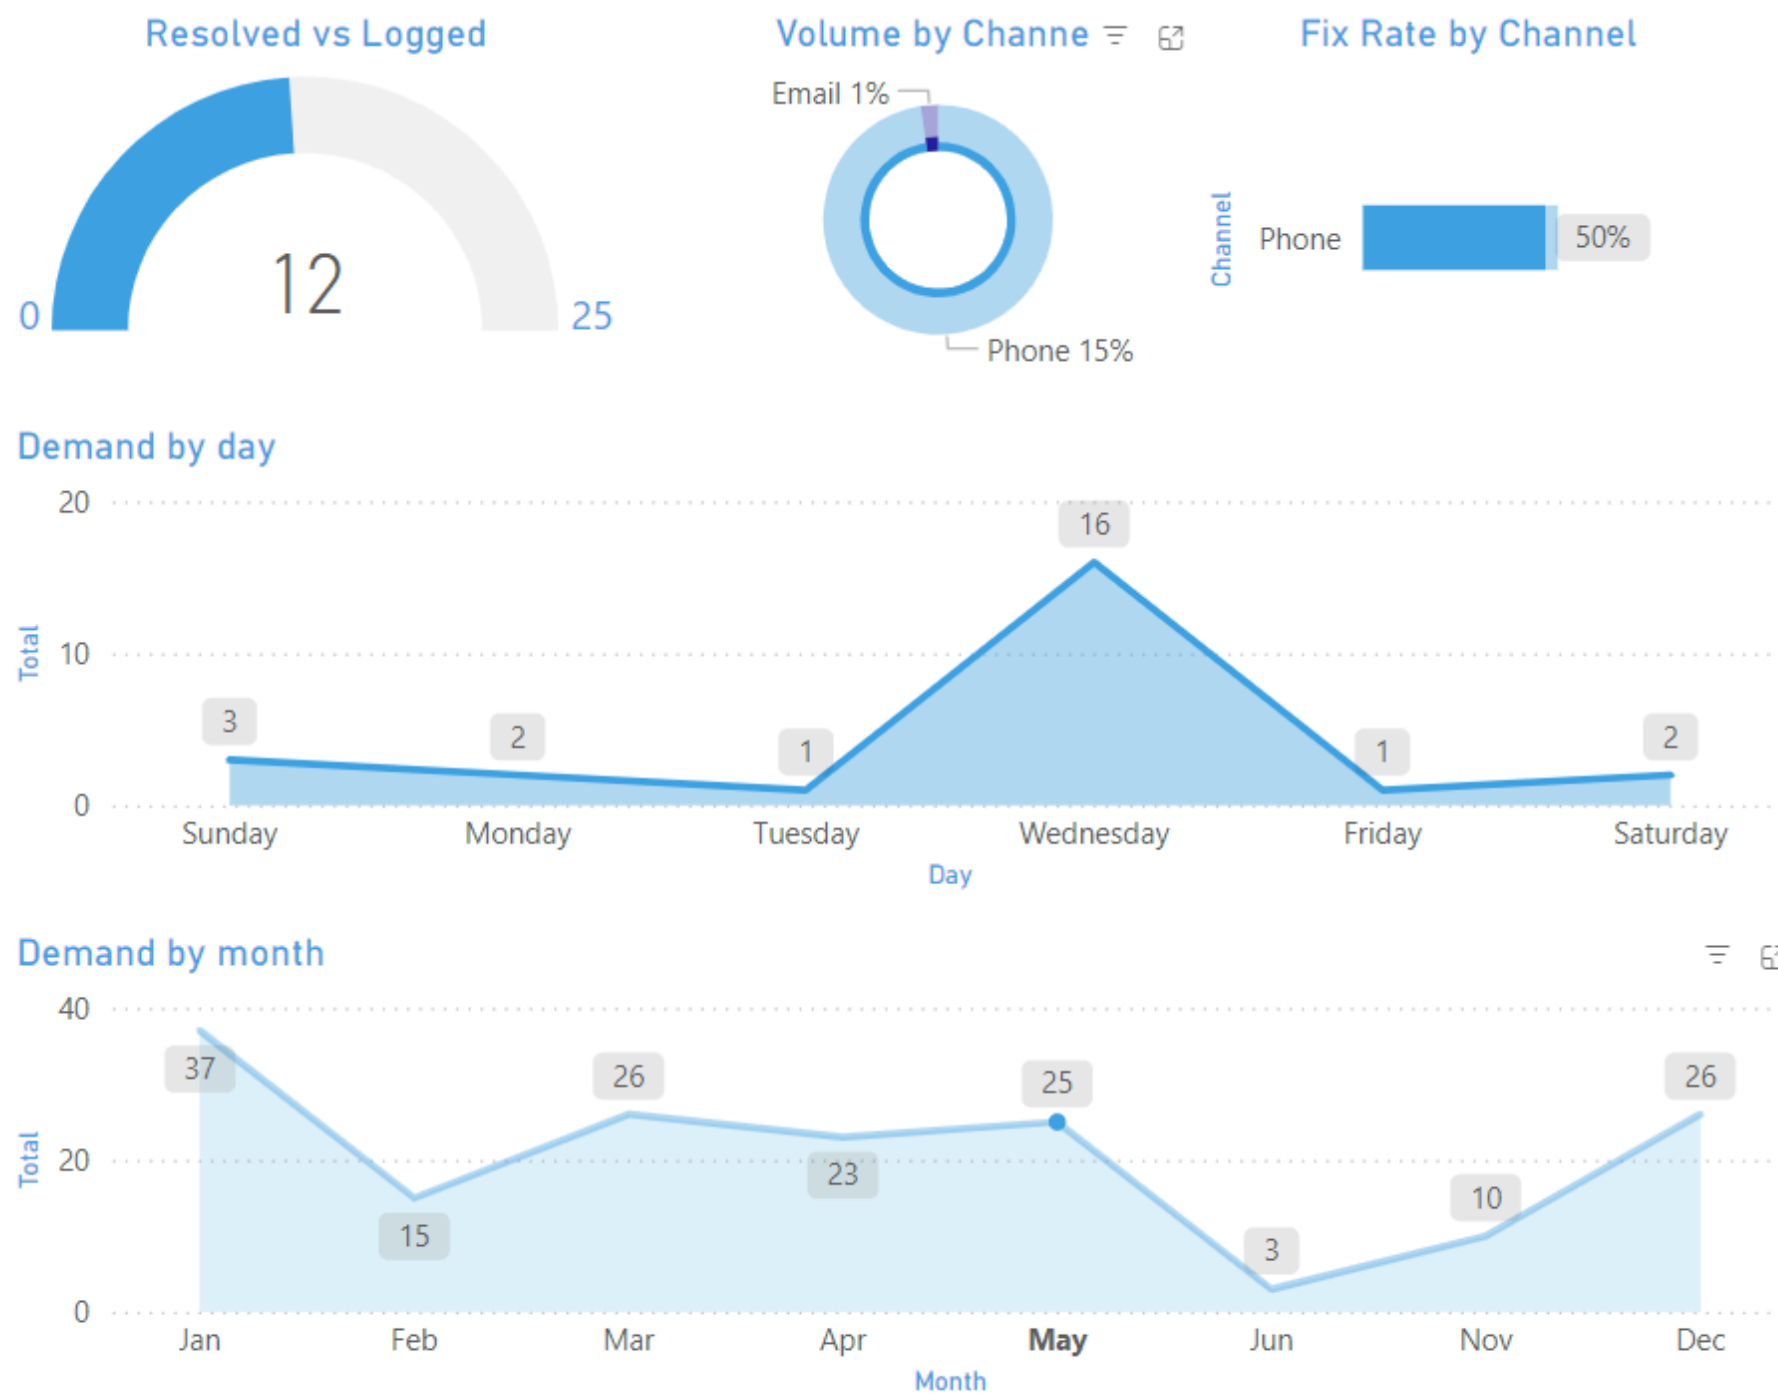 Resolved vs Logged
0
12
25
Volume by Channe
Email 1%
Phone 15%
Fix Rate by Channel
Channel
Phone
50%
Demand by day
Total
20
10
0
3
2
1
16
1
2
Sunday
Monday
Tuesday
Wednesday
Friday
Saturday
Day
Demand by month
Total
40
20
0
37
15
26
23
25
3
10
26
Jan
Feb
Mar
Apr
May
Jun
Nov
Dec
Month